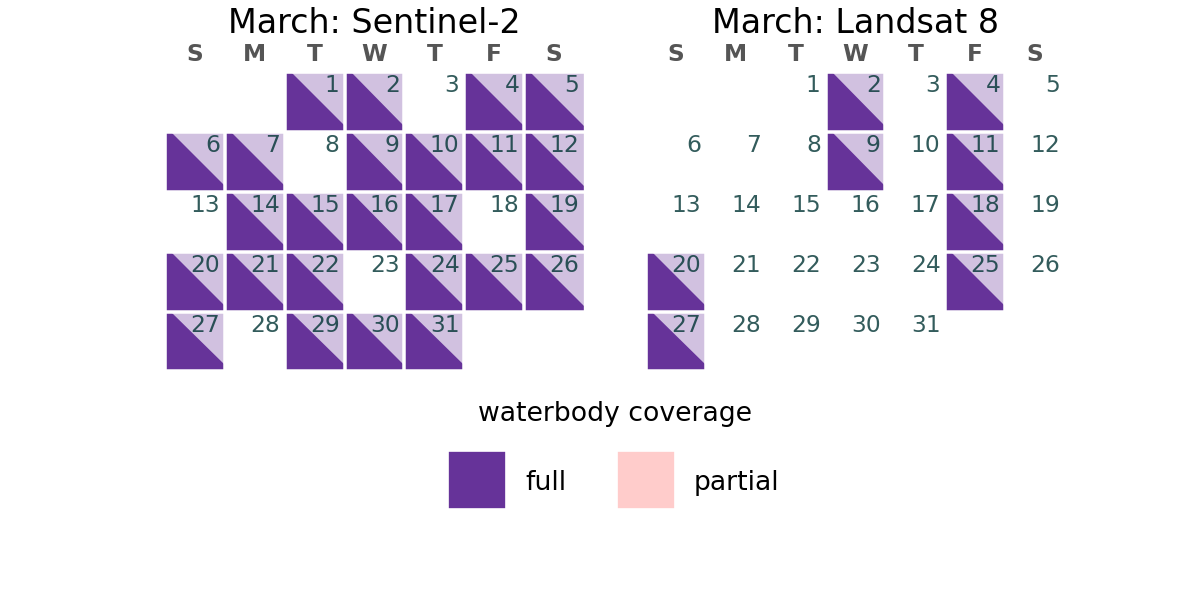 March: Sentinel-2
S M T W T F S
1 2 3 4 5
6 7 8 9 10 11 12
13 14 15 16 17 18 19
20 21 22 23 24 25 26
27 28 29 30 31
March: Landsat 8
S M T W T F S
1 2 3 4 5
6 7 8 9 10 11 12
13 14 15 16 17 18 19
20 21 22 23 24 25 26
27 28 29 30 31
waterbody coverage
full partial